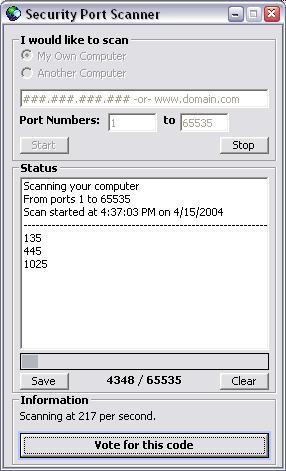 Security Port Scanner
I would like to scan
My Own Computer
Another Computer
###.###.###.### -or- www.domain.com
Port Numbers: 1 to 65535
Start Stop
Status
Scanning your computer
From ports 1 to 65535
Scan started at 4:37:03 PM on 4/15/2004
--------------------------------------------------------------
135
445
1025
Save 4348 / 65535 Clear
Information
Scanning at 217 per second.
Vote for this code